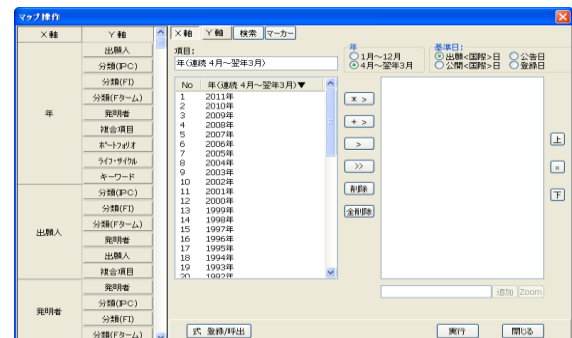 マップ操作
X軸
Y軸
年
出願人
分類(IPC)
分類(FI)
分類(Fターム)
発明者
複合項目
ポートフォリオ
ライフ・サイクル
キーワード
出願人
分類(IPC)
分類(FI)
分類(Fターム)
発明者
出願人
複合項目
発明者
発明者
分類(IPC)
分類(FI)
分類(Fターム)
X軸 Y軸 検索 マーカー
項目:
年(連続 4月～翌年3月)
年
1月～12月
4月～翌年3月
基準日:
出願<国際>日 公告日
公開<国際>日 登録日
No 年(連続 4月～翌年3月)▼
1 2011年
2 2010年
3 2009年
4 2008年
5 2007年
6 2006年
7 2005年
8 2004年
9 2003年
10 2002年
11 2001年
12 2000年
13 1999年
14 1998年
15 1997年
16 1996年
17 1995年
18 1994年
19 1993年
20 1992年
* >
+ >
>
>>
削除
全削除
上
×
下
追加 Zoom
式 登録/呼出
実行
閉じる